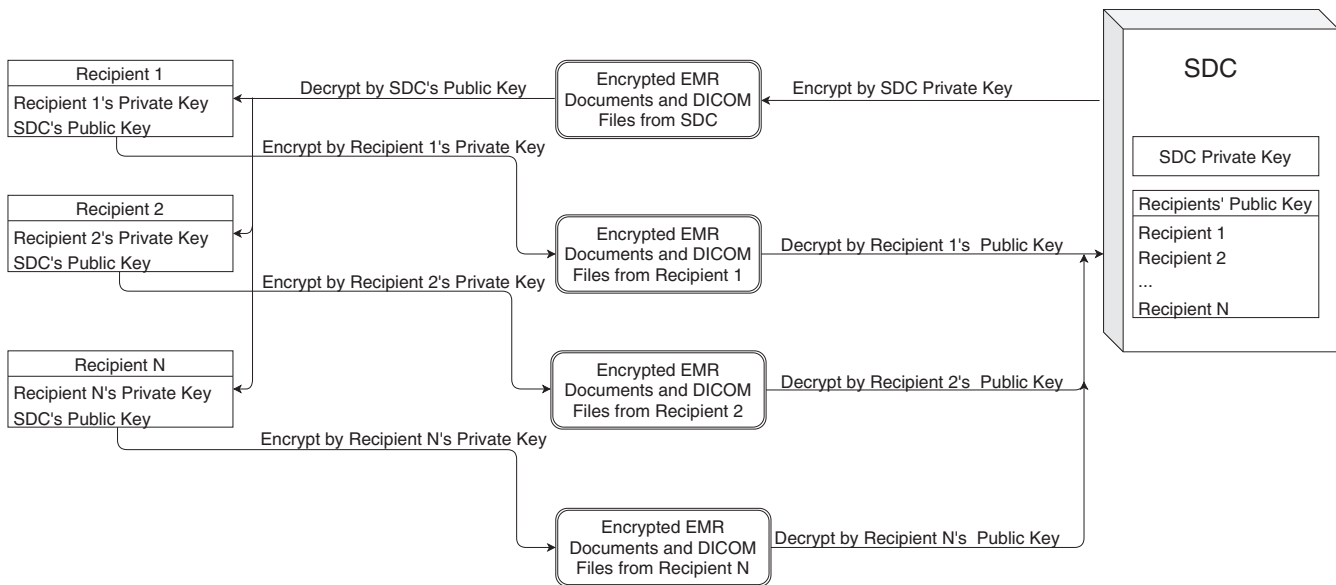 Recipient 1
Recipient 1's Private Key
SDC's Public Key
Decrypt by SDC's Public Key
Encrypted EMR
Documents and DICOM
Files from SDC
Encrypt by SDC Private Key
SDC
SDC Private Key
Recipients' Public Key
Recipient 1
Recipient 2
...
Recipient N
Encrypt by Recipient 1's Private Key
Recipient 2
Recipient 2's Private Key
SDC's Public Key
Encrypted EMR
Documents and DICOM
Files from Recipient 1
Decrypt by Recipient 1's Public Key
Encrypt by Recipient 2's Private Key
Recipient N
Recipient N's Private Key
SDC's Public Key
Encrypted EMR
Documents and DICOM
Files from Recipient 2
Decrypt by Recipient 2's Public Key
Encrypt by Recipient N's Private Key
Encrypted EMR
Documents and DICOM
Files from Recipient N
Decrypt by Recipient N's Public Key